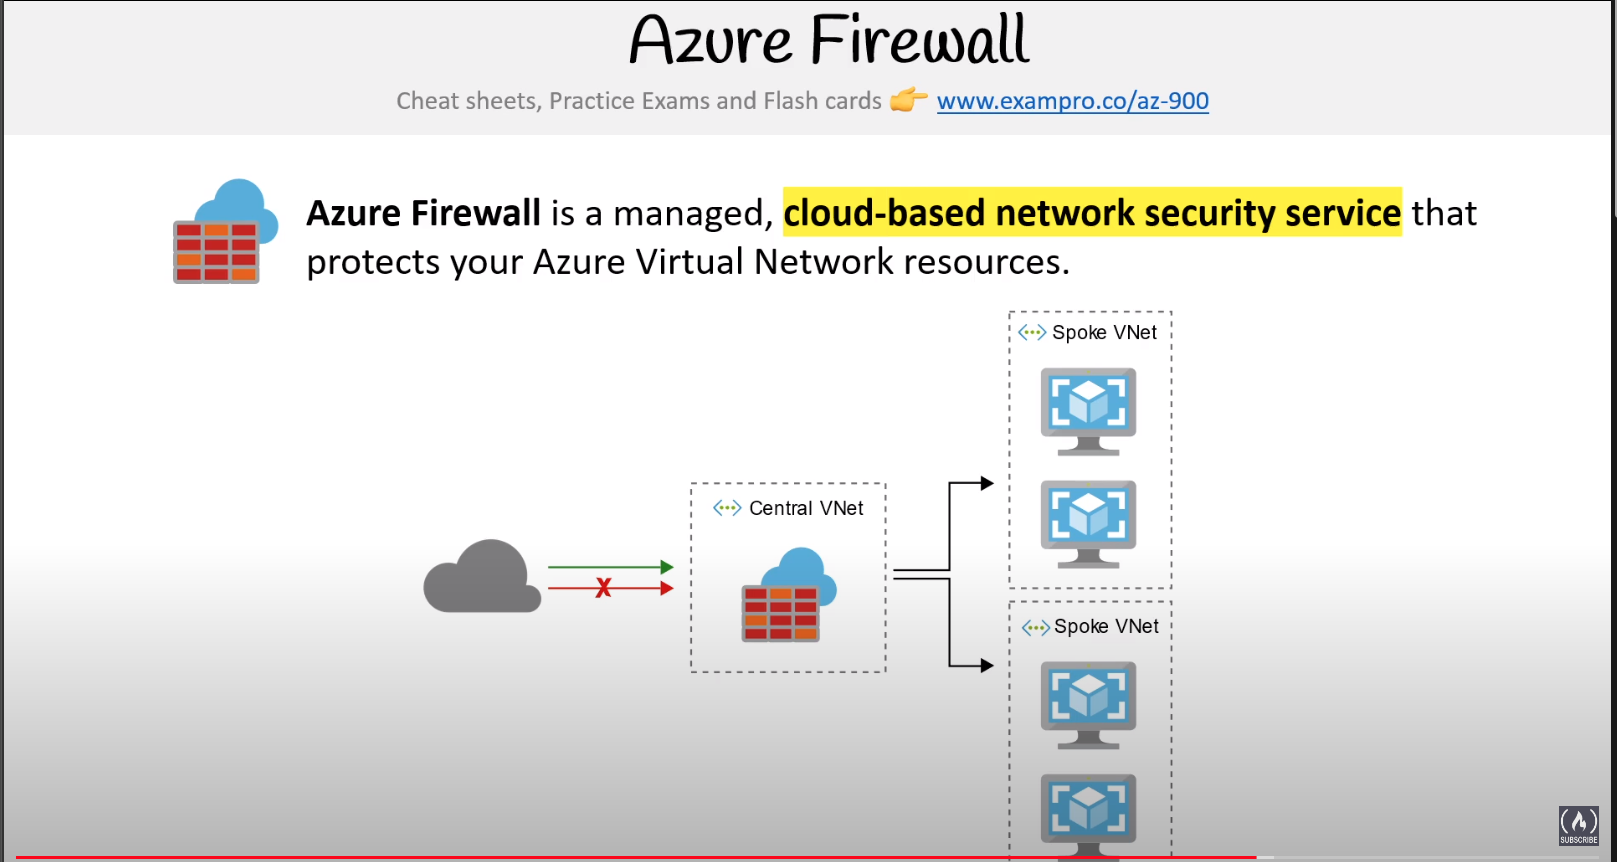 Azure Firewall
Cheat sheets, Practice Exams and Flash cards 👉 www.exampro.co/az-900
Azure Firewall is a managed, cloud-based network security service that
protects your Azure Virtual Network resources.
Spoke VNet
Central VNet
X
Spoke VNet
SUBSCRIBE